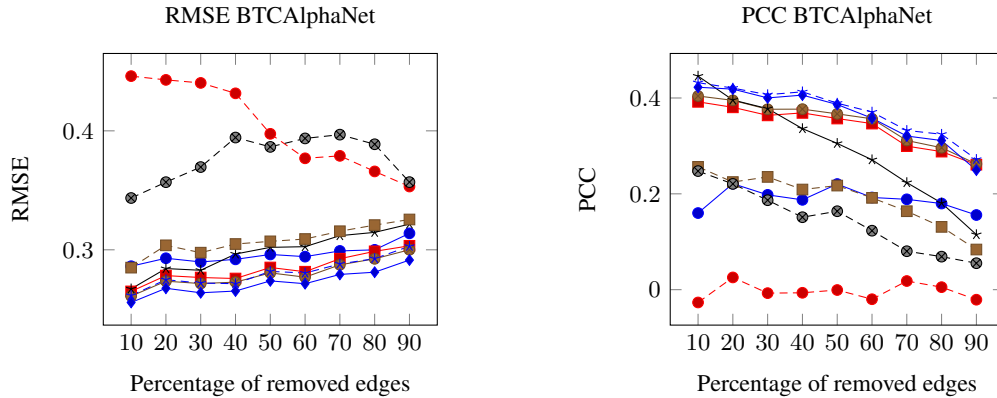 RMSE BTCAlphaNet
0.4
0.3
RMSE
10 20 30 40 50 60 70 80 90
Percentage of removed edges
PCC BTCAlphaNet
0.4
0.2
0
PCC
10 20 30 40 50 60 70 80 90
Percentage of removed edges